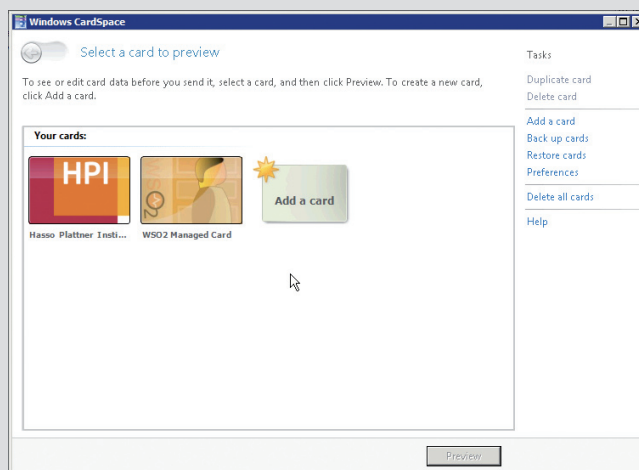 Windows CardSpace
Select a card to preview
To see or edit card data before you send it, select a card, and then click Preview. To create a new card,
click Add a card.
Your cards:
HPI
WSO2
Add a card
Hasso Plattner Insti...
WSO2 Managed Card
Preview
Tasks
Duplicate card
Delete card
Add a card
Back up cards
Restore cards
Preferences
Delete all cards
Help